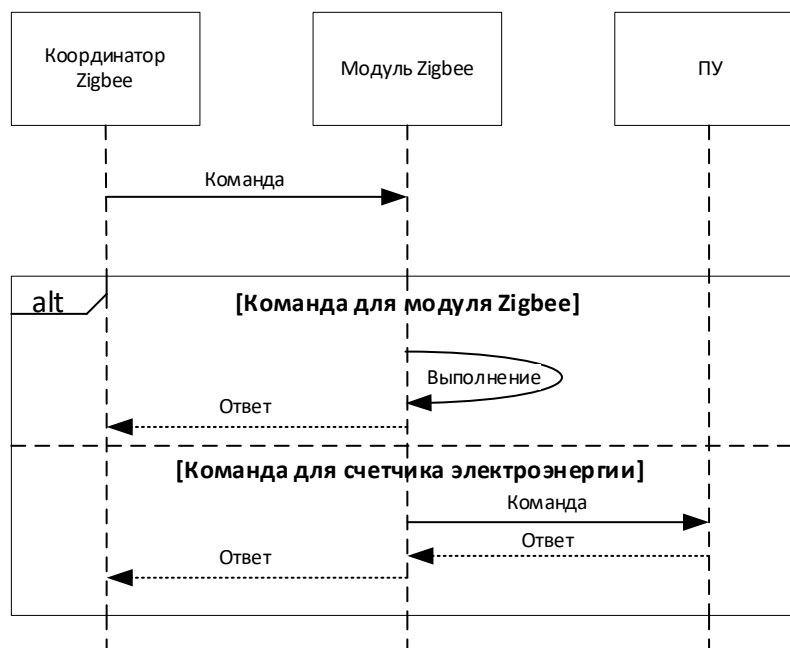 Координатор
Zigbee
Модуль Zigbee
ПУ
Команда
alt
[Команда для модуля Zigbee]
Выполнение
Ответ
[Команда для счетчика электроэнергии]
Команда
Ответ
Ответ